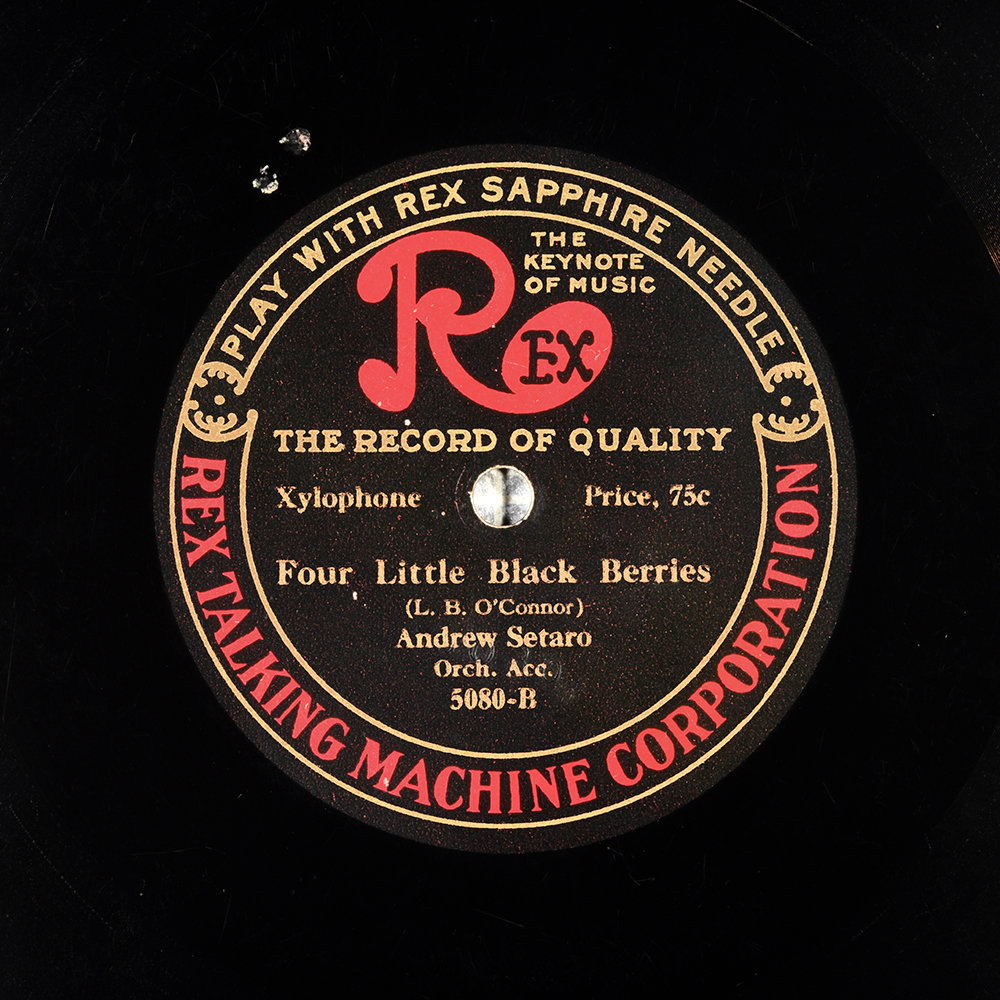 PLAY WITH REX SAPPHIRE NEEDLE
REX
THE
KEYNOTE
OF MUSIC
THE RECORD OF QUALITY
Xylophone Price, 75c
Four Little Black Berries
(L. B. O'Connor)
Andrew Setaro
Orch. Acc.
5080-B
REX TALKING MACHINE CORPORATION